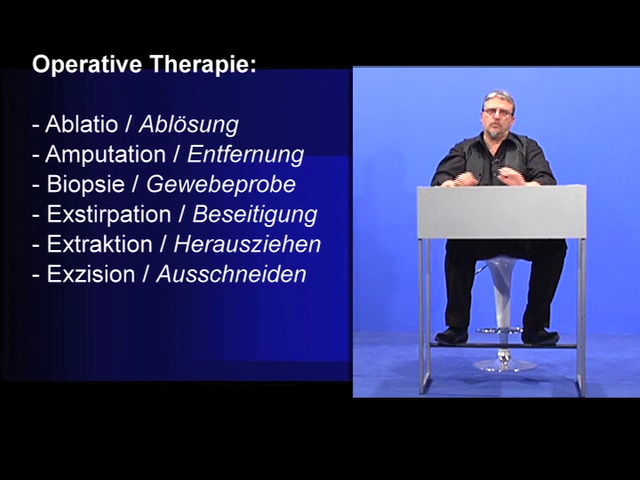 Operative Therapie:
- Ablatio / Ablösung
- Amputation / Entfernung
- Biopsie / Gewebeprobe
- Exstirpation / Beseitigung
- Extraktion / Herausziehen
- Exzision / Ausschneiden